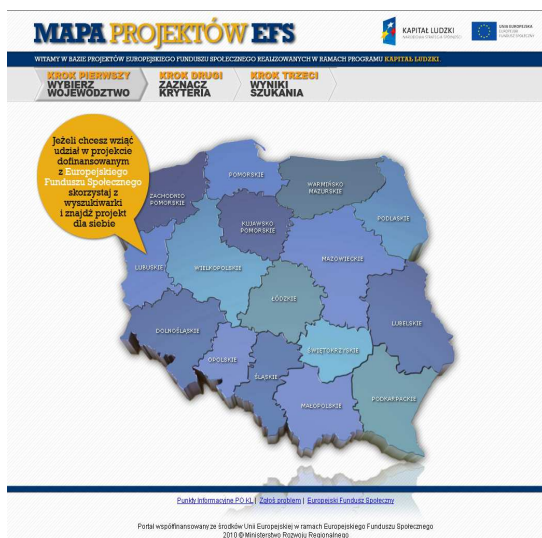 MAPA PROJEKTÓW EFS
KAPITAŁ LUDZKI
NARODOWA STRATEGIA SPÓJNOŚCI
UNIA EUROPEJSKA
EUROPEJSKI
FUNDUSZ SPOŁECZNY
WITAMY W BAZIE PROJEKTÓW EUROPEJSKIEGO FUNDUSZU SPOŁECZNEGO REALIZOWANYCH W RAMACH PROGRAMU KAPITAŁ LUDZKI.
KROK PIERWSZY
WYBIERZ
WOJEWÓDZTWO
KROK DRUGI
ZAZNACZ
KRYTERIA
KROK TRZECI
WYNIKI
SZUKANIA
Jeżeli chcesz wziąć
udział w projekcie
dofinansowanym
z Europejskiego
Funduszu Społecznego
skorzystaj z
wyszukiwarki
i znajdź projekt
dla siebie
ZACHODNIO
POMORSKIE
POMORSKIE
WARMIŃSKO
MAZURSKIE
PODLASKIE
KUJAWSKO
POMORSKIE
LUBUSKIE
WIELKOPOLSKIE
MAZOWIECKIE
ŁÓDZKIE
LUBELSKIE
DOLNOŚLĄSKIE
OPOLSKIE
ŚLĄSKIE
ŚWIĘTOKRZYSKIE
MAŁOPOLSKIE
PODKARPACKIE
Punkty Informacyjne PO KL | Zgłoś problem | Europejski Fundusz Społeczny
Portal współfinansowany ze środków Unii Europejskiej w ramach Europejskiego Funduszu Społecznego
2010 © Ministerstwo Rozwoju Regionalnego